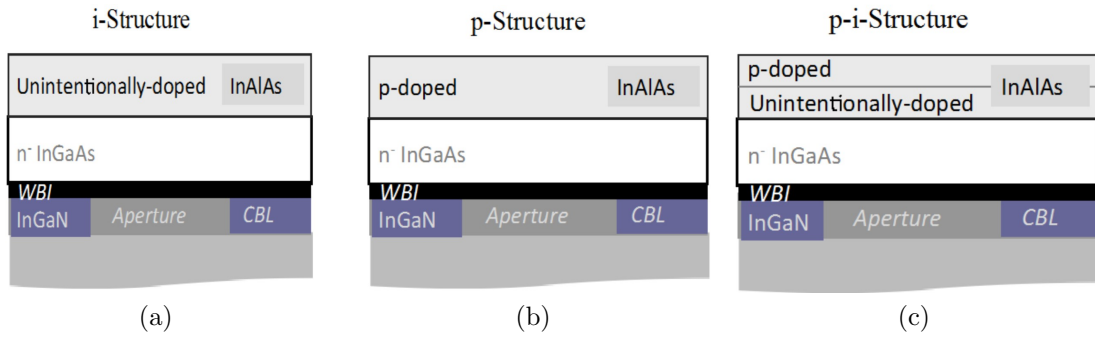 i-Structure
Unintentionally-doped
InAlAs
n⁻ InGaAs
WBI
InGaN
Aperture
CBL
(a)
p-Structure
p-doped
InAlAs
n⁻ InGaAs
WBI
InGaN
Aperture
CBL
(b)
p-i-Structure
p-doped
Unintentionally-doped
InAlAs
n⁻ InGaAs
WBI
InGaN
Aperture
CBL
(c)